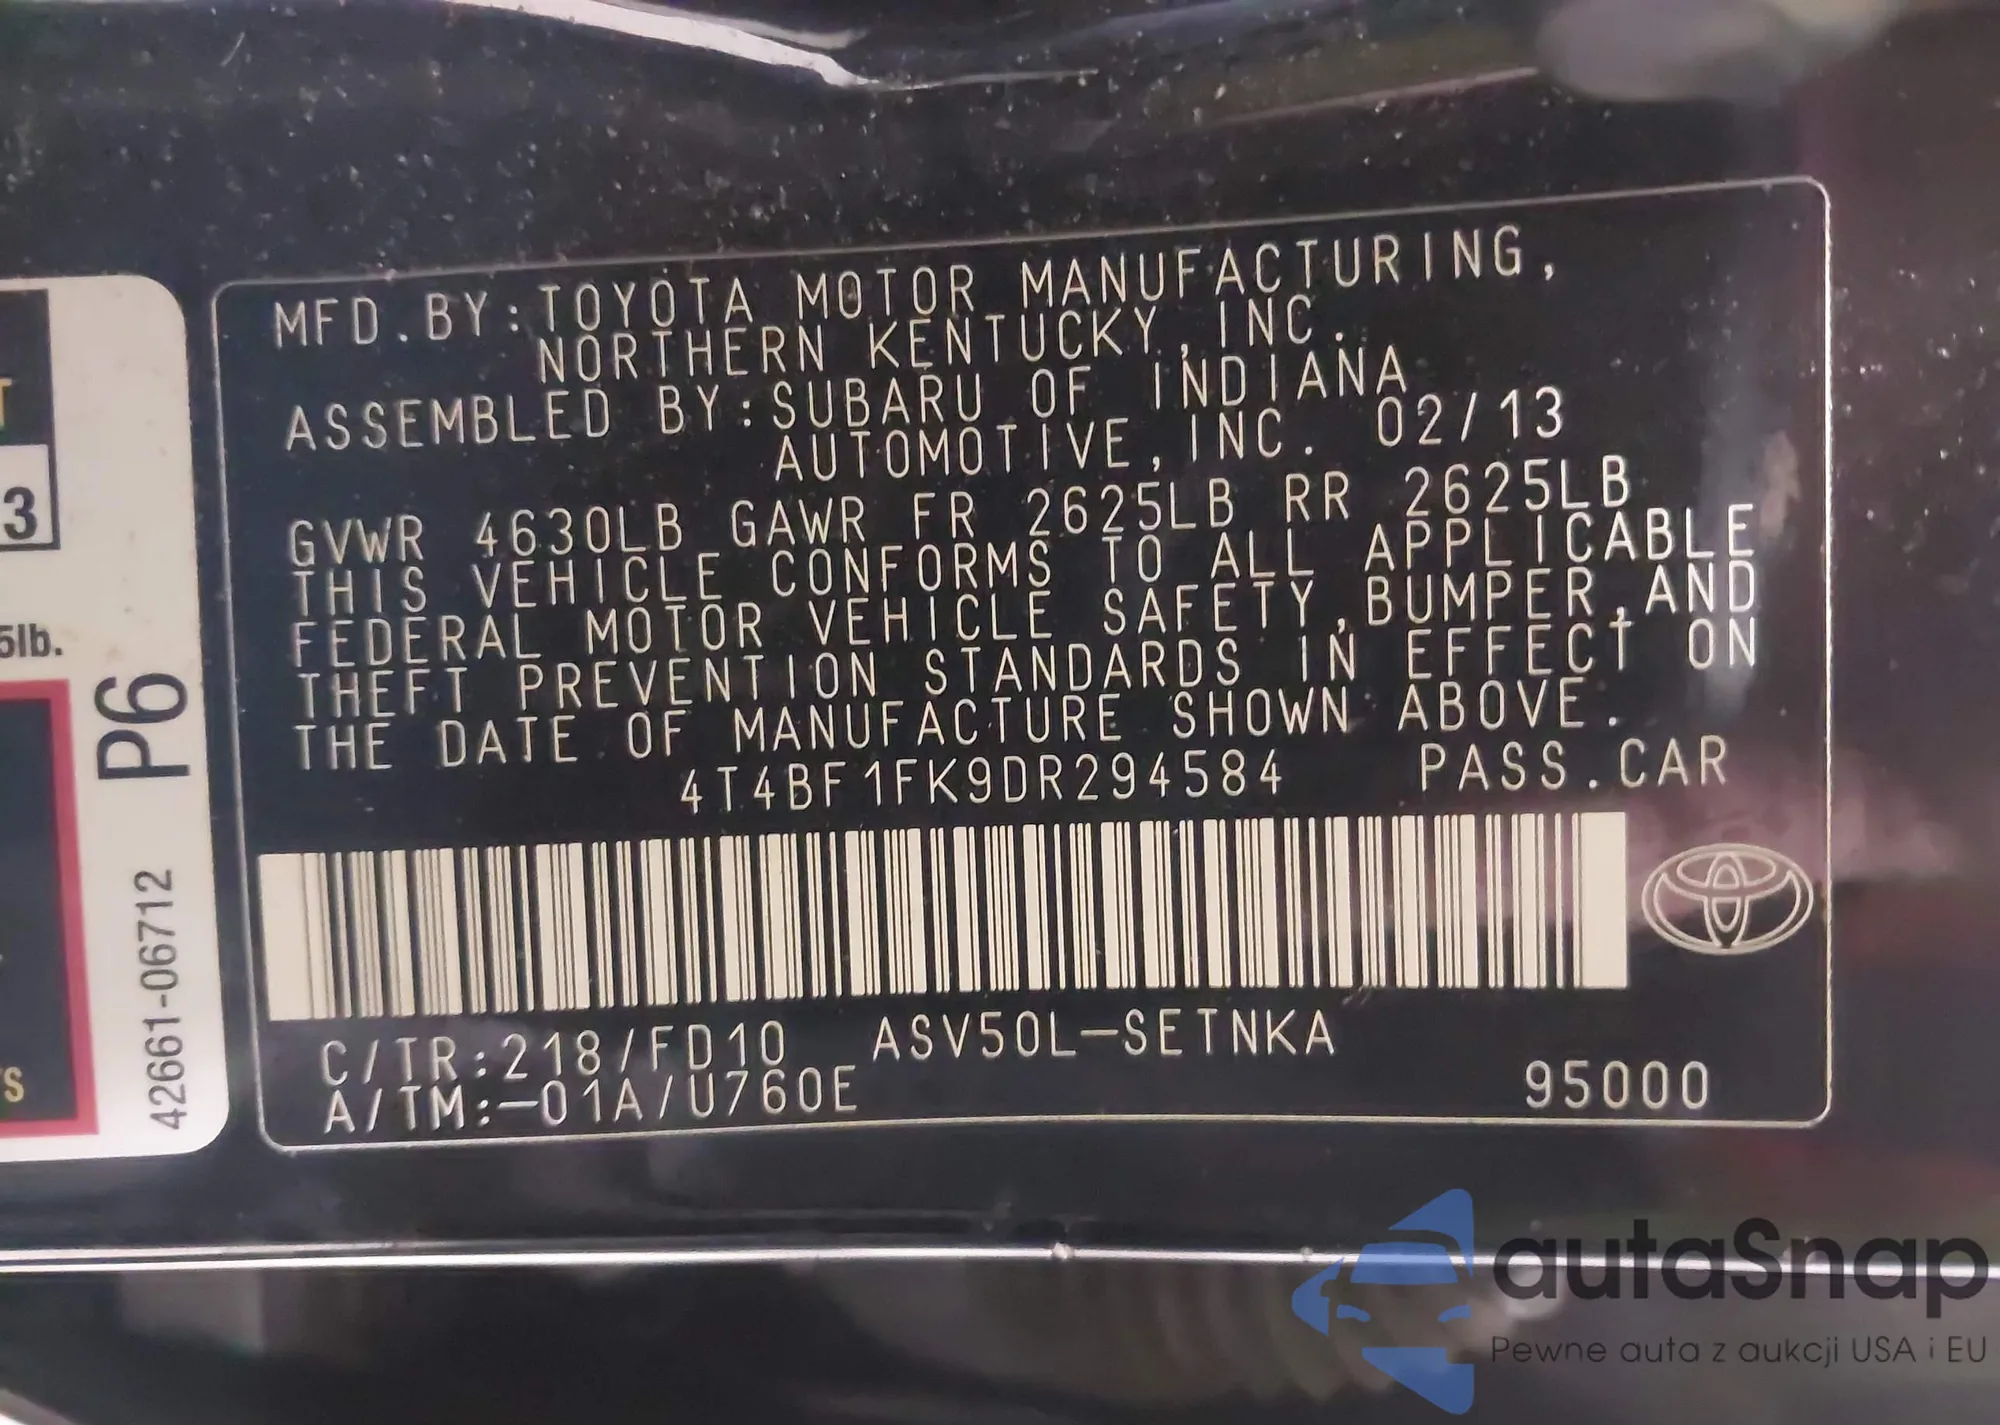 MFD.BY:TOYOTA MOTOR MANUFACTURING,
NORTHERN KENTUCKY,INC.
ASSEMBLED BY:SUBARU OF INDIANA
AUTOMOTIVE,INC. 02/13
GVWR 4630LB GAWR FR 2625LB RR 2625LB
THIS VEHICLE CONFORMS TO ALL APPLICABLE
FEDERAL MOTOR VEHICLE SAFETY,BUMPER,AND
THEFT PREVENTION STANDARDS IN EFFECT ON
THE DATE OF MANUFACTURE SHOWN ABOVE.
4T4BF1FK9DR294584 PASS.CAR
C/TR:218/FD10 ASV50L-SETNKA
A/TM:-01A/U760E 95000
T
3
5lb.
P6
42661-06712
S
autaSnap
Pewne auta z aukcji USA i EU